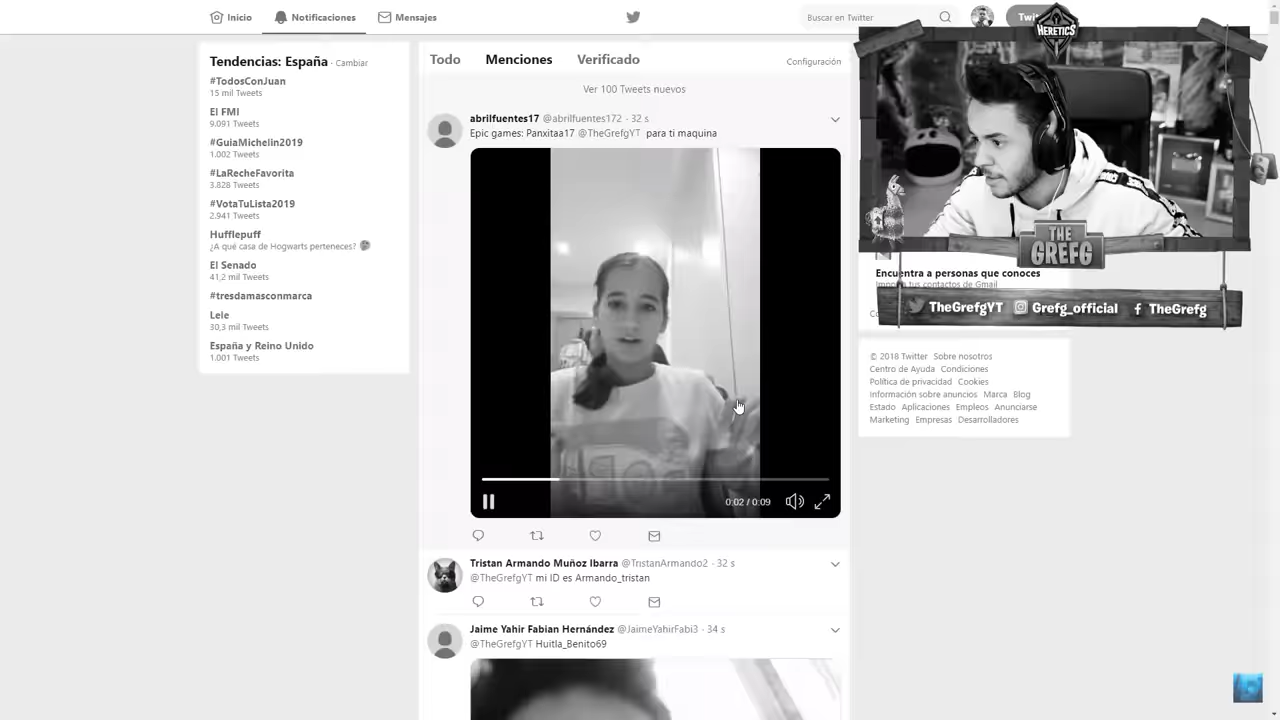 Inicio
Notificaciones
Mensajes
Buscar en Twitter
Tendencias: España · Cambiar
#TodosConJuan
15 mil Tweets
El FMI
9.091 Tweets
#GuiaMichelin2019
1.002 Tweets
#LaRecheFavorita
3.828 Tweets
#VotaTuLista2019
2.941 Tweets
Hufflepuff
¿A qué casa de Hogwarts perteneces?
El Senado
41,2 mil Tweets
#tresdamasconmarca
Leie
30,3 mil Tweets
España y Reino Unido
1.001 Tweets
Todo
Menciones
Verificado
Configuración
Ver 100 Tweets nuevos
abrilfuentes17 @abrilfuentes172 · 32 s
Epic games: Panxitaa17 @TheGrefgYT para ti maquina
0:02 / 0:09
Tristan Armando Muñoz Ibarra @TristanArmando2 · 32 s
@TheGrefgYT mi ID es Armando_tristan
Jaime Yahir Fabian Hernández @JaimeYahirFabi3 · 34 s
@TheGrefgYT Huitla_Benito69
HERETICS
THE
GREFG
Encuentra a personas que conoces
tus contactos de Gmail
TheGrefgYT
Grefg_official
TheGrefg
© 2018 Twitter Sobre nosotros
Centro de Ayuda Condiciones
Política de privacidad Cookies
Información sobre anuncios Marca Blog
Estado Aplicaciones Empleos Anunciarse
Marketing Empresas Desarrolladores